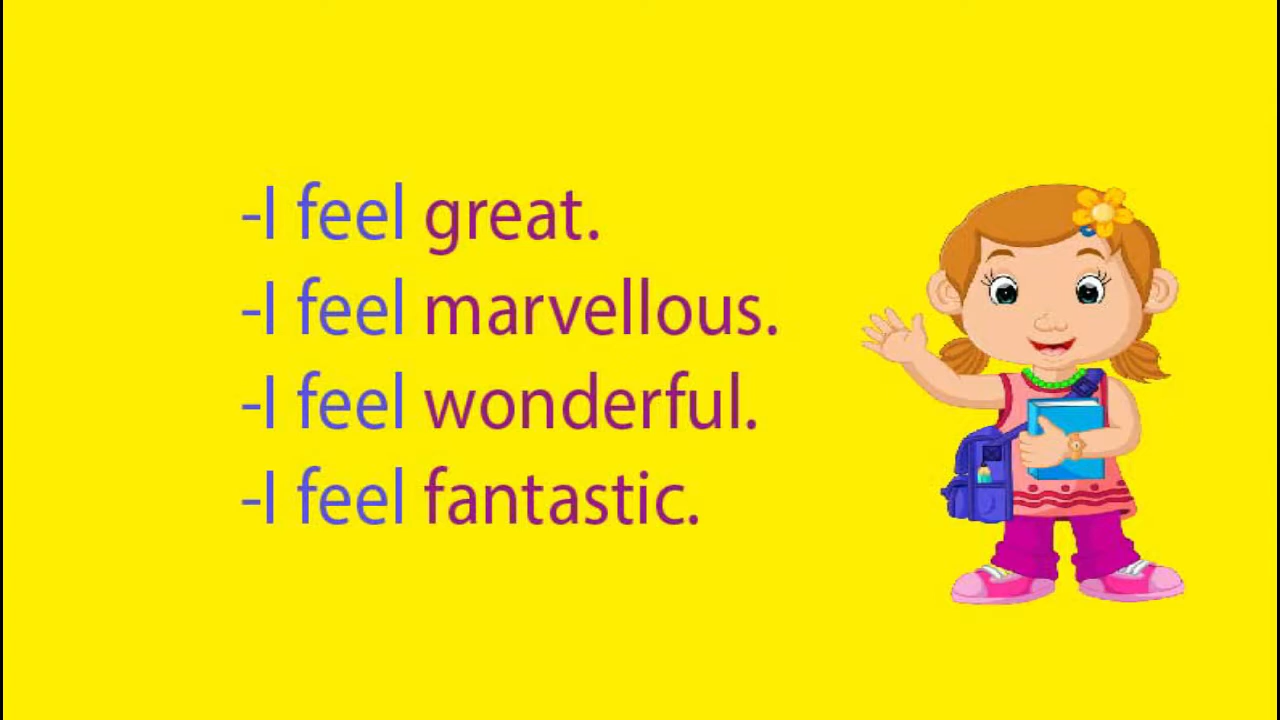 -I feel great.
-I feel marvellous.
-I feel wonderful.
-I feel fantastic.